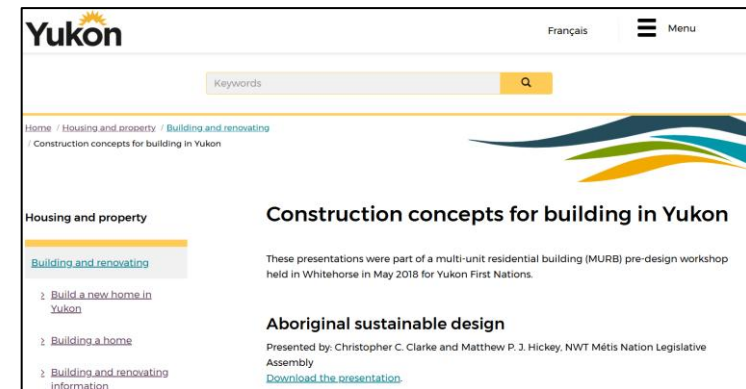 Yukon
Français
Menu
Keywords
Home / Housing and property / Building and renovating
/ Construction concepts for building in Yukon
Housing and property
Building and renovating
> Build a new home in
Yukon
> Building a home
> Building and renovating
information
Construction concepts for building in Yukon
These presentations were part of a multi-unit residential building (MURB) pre-design workshop
held in Whitehorse in May 2018 for Yukon First Nations.
Aboriginal sustainable design
Presented by: Christopher C. Clarke and Matthew P. J. Hickey, NWT Métis Nation Legislative
Assembly
Download the presentation.